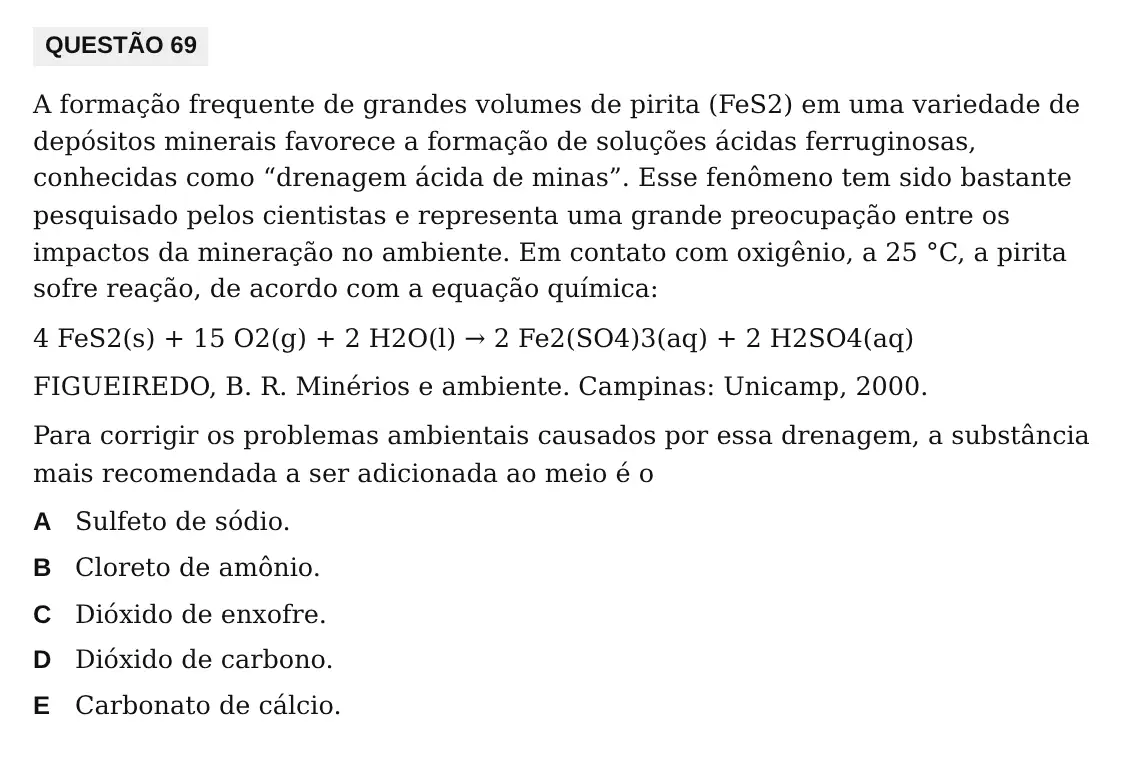 QUESTÃO 69
A formação frequente de grandes volumes de pirita (FeS2) em uma variedade de
depósitos minerais favorece a formação de soluções ácidas ferruginosas,
conhecidas como “drenagem ácida de minas”. Esse fenômeno tem sido bastante
pesquisado pelos cientistas e representa uma grande preocupação entre os
impactos da mineração no ambiente. Em contato com oxigênio, a 25 °C, a pirita
sofre reação, de acordo com a equação química:
4 FeS2(s) + 15 O2(g) + 2 H2O(l) → 2 Fe2(SO4)3(aq) + 2 H2SO4(aq)
FIGUEIREDO, B. R. Minérios e ambiente. Campinas: Unicamp, 2000.
Para corrigir os problemas ambientais causados por essa drenagem, a substância
mais recomendada a ser adicionada ao meio é o
A Sulfeto de sódio.
B Cloreto de amônio.
C Dióxido de enxofre.
D Dióxido de carbono.
E Carbonato de cálcio.